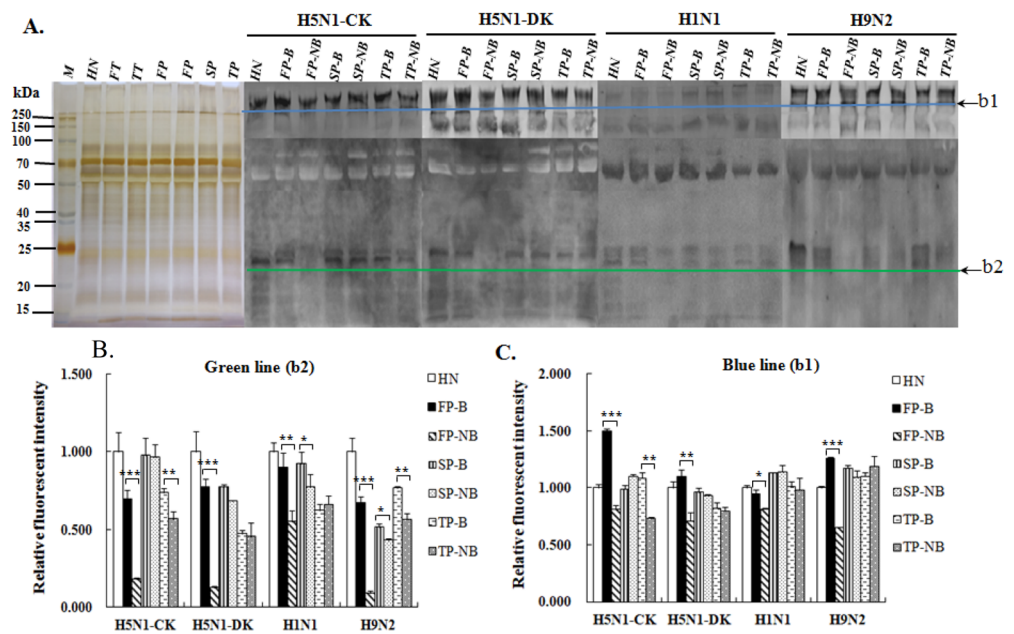 A.
H5N1-CK H5N1-DK H1N1 H9N2
M HN FT TT FP FP SP TP
HN FP-B FP-NB SP-B SP-NB TP-B TP-NB
HN FP-B FP-NB SP-B SP-NB TP-B TP-NB
HN FP-B FP-NB SP-B SP-NB TP-B TP-NB
HN FP-B FP-NB SP-B SP-NB TP-B TP-NB
kDa
250
150
100
70
50
40
35
25
20
15
b1
b2
B.
Green line (b2)
Relative fluorescent intensity
1.500
1.000
0.500
0.000
*** ** *** ** * *** * **
H5N1-CK H5N1-DK H1N1 H9N2
HN
FP-B
FP-NB
SP-B
SP-NB
TP-B
TP-NB
C.
Blue line (b1)
Relative fluorescent intensity
2.000
1.500
1.000
0.500
0.000
*** ** ** * ***
H5N1-CK H5N1-DK H1N1 H9N2
HN
FP-B
FP-NB
SP-B
SP-NB
TP-B
TP-NB